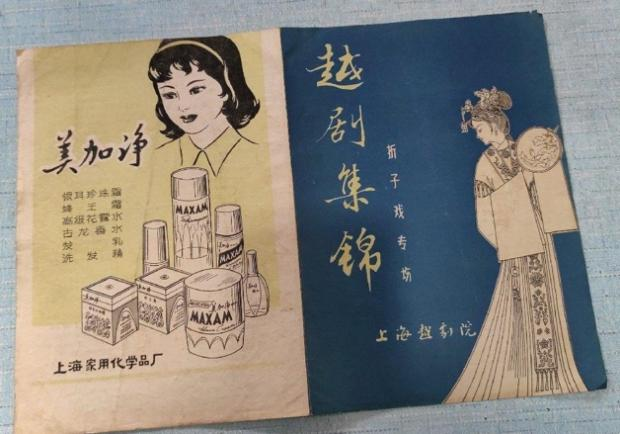 美加净
银耳珍珠霜
蜂王霜
高级花露水
古龙香水
发乳
洗发精
MAXAM
MAXAM
MAXAM
上海家用化学品厂
越剧集锦
折子戏专场
上海越剧院